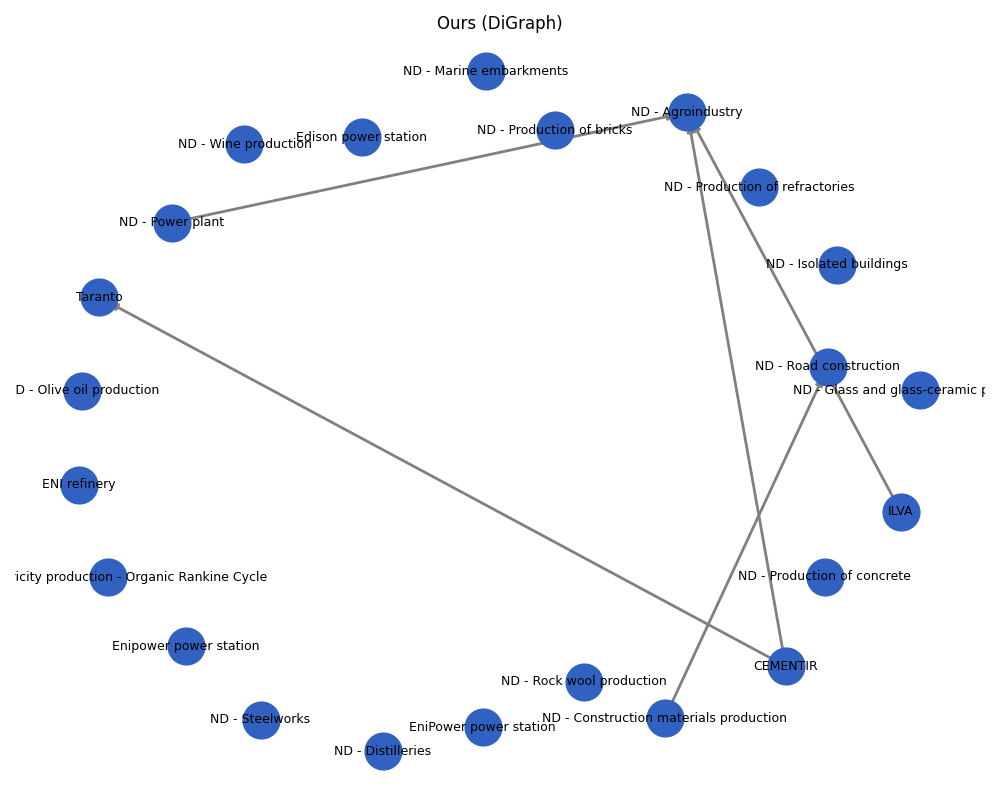 Ours (DiGraph)
ND - Marine embarkments
ND - Agroindustry
ND - Production of bricks
Edison power station
ND - Wine production
ND - Production of refractories
ND - Power plant
ND - Isolated buildings
Taranto
ND - Road construction
D - Olive oil production
ND - Glass and glass-ceramic p
ENI refinery
ILVA
icity production - Organic Rankine Cycle
ND - Production of concrete
Enipower power station
CEMENTIR
ND - Rock wool production
ND - Steelworks
ND - Construction materials production
EniPower power station
ND - Distilleries